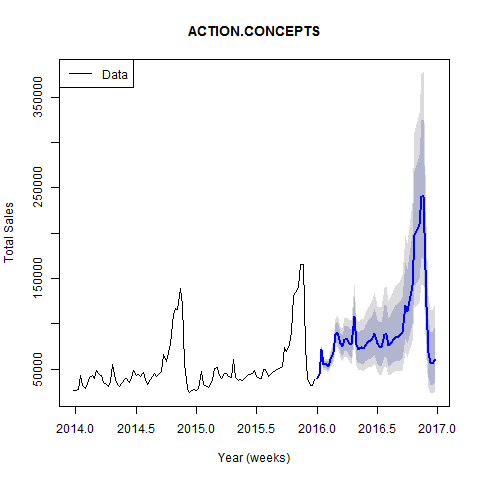 ACTION.CONCEPTS
Data
350000
250000
150000
50000
Total Sales
2014.0 2014.5 2015.0 2015.5 2016.0 2016.5 2017.0
Year (weeks)